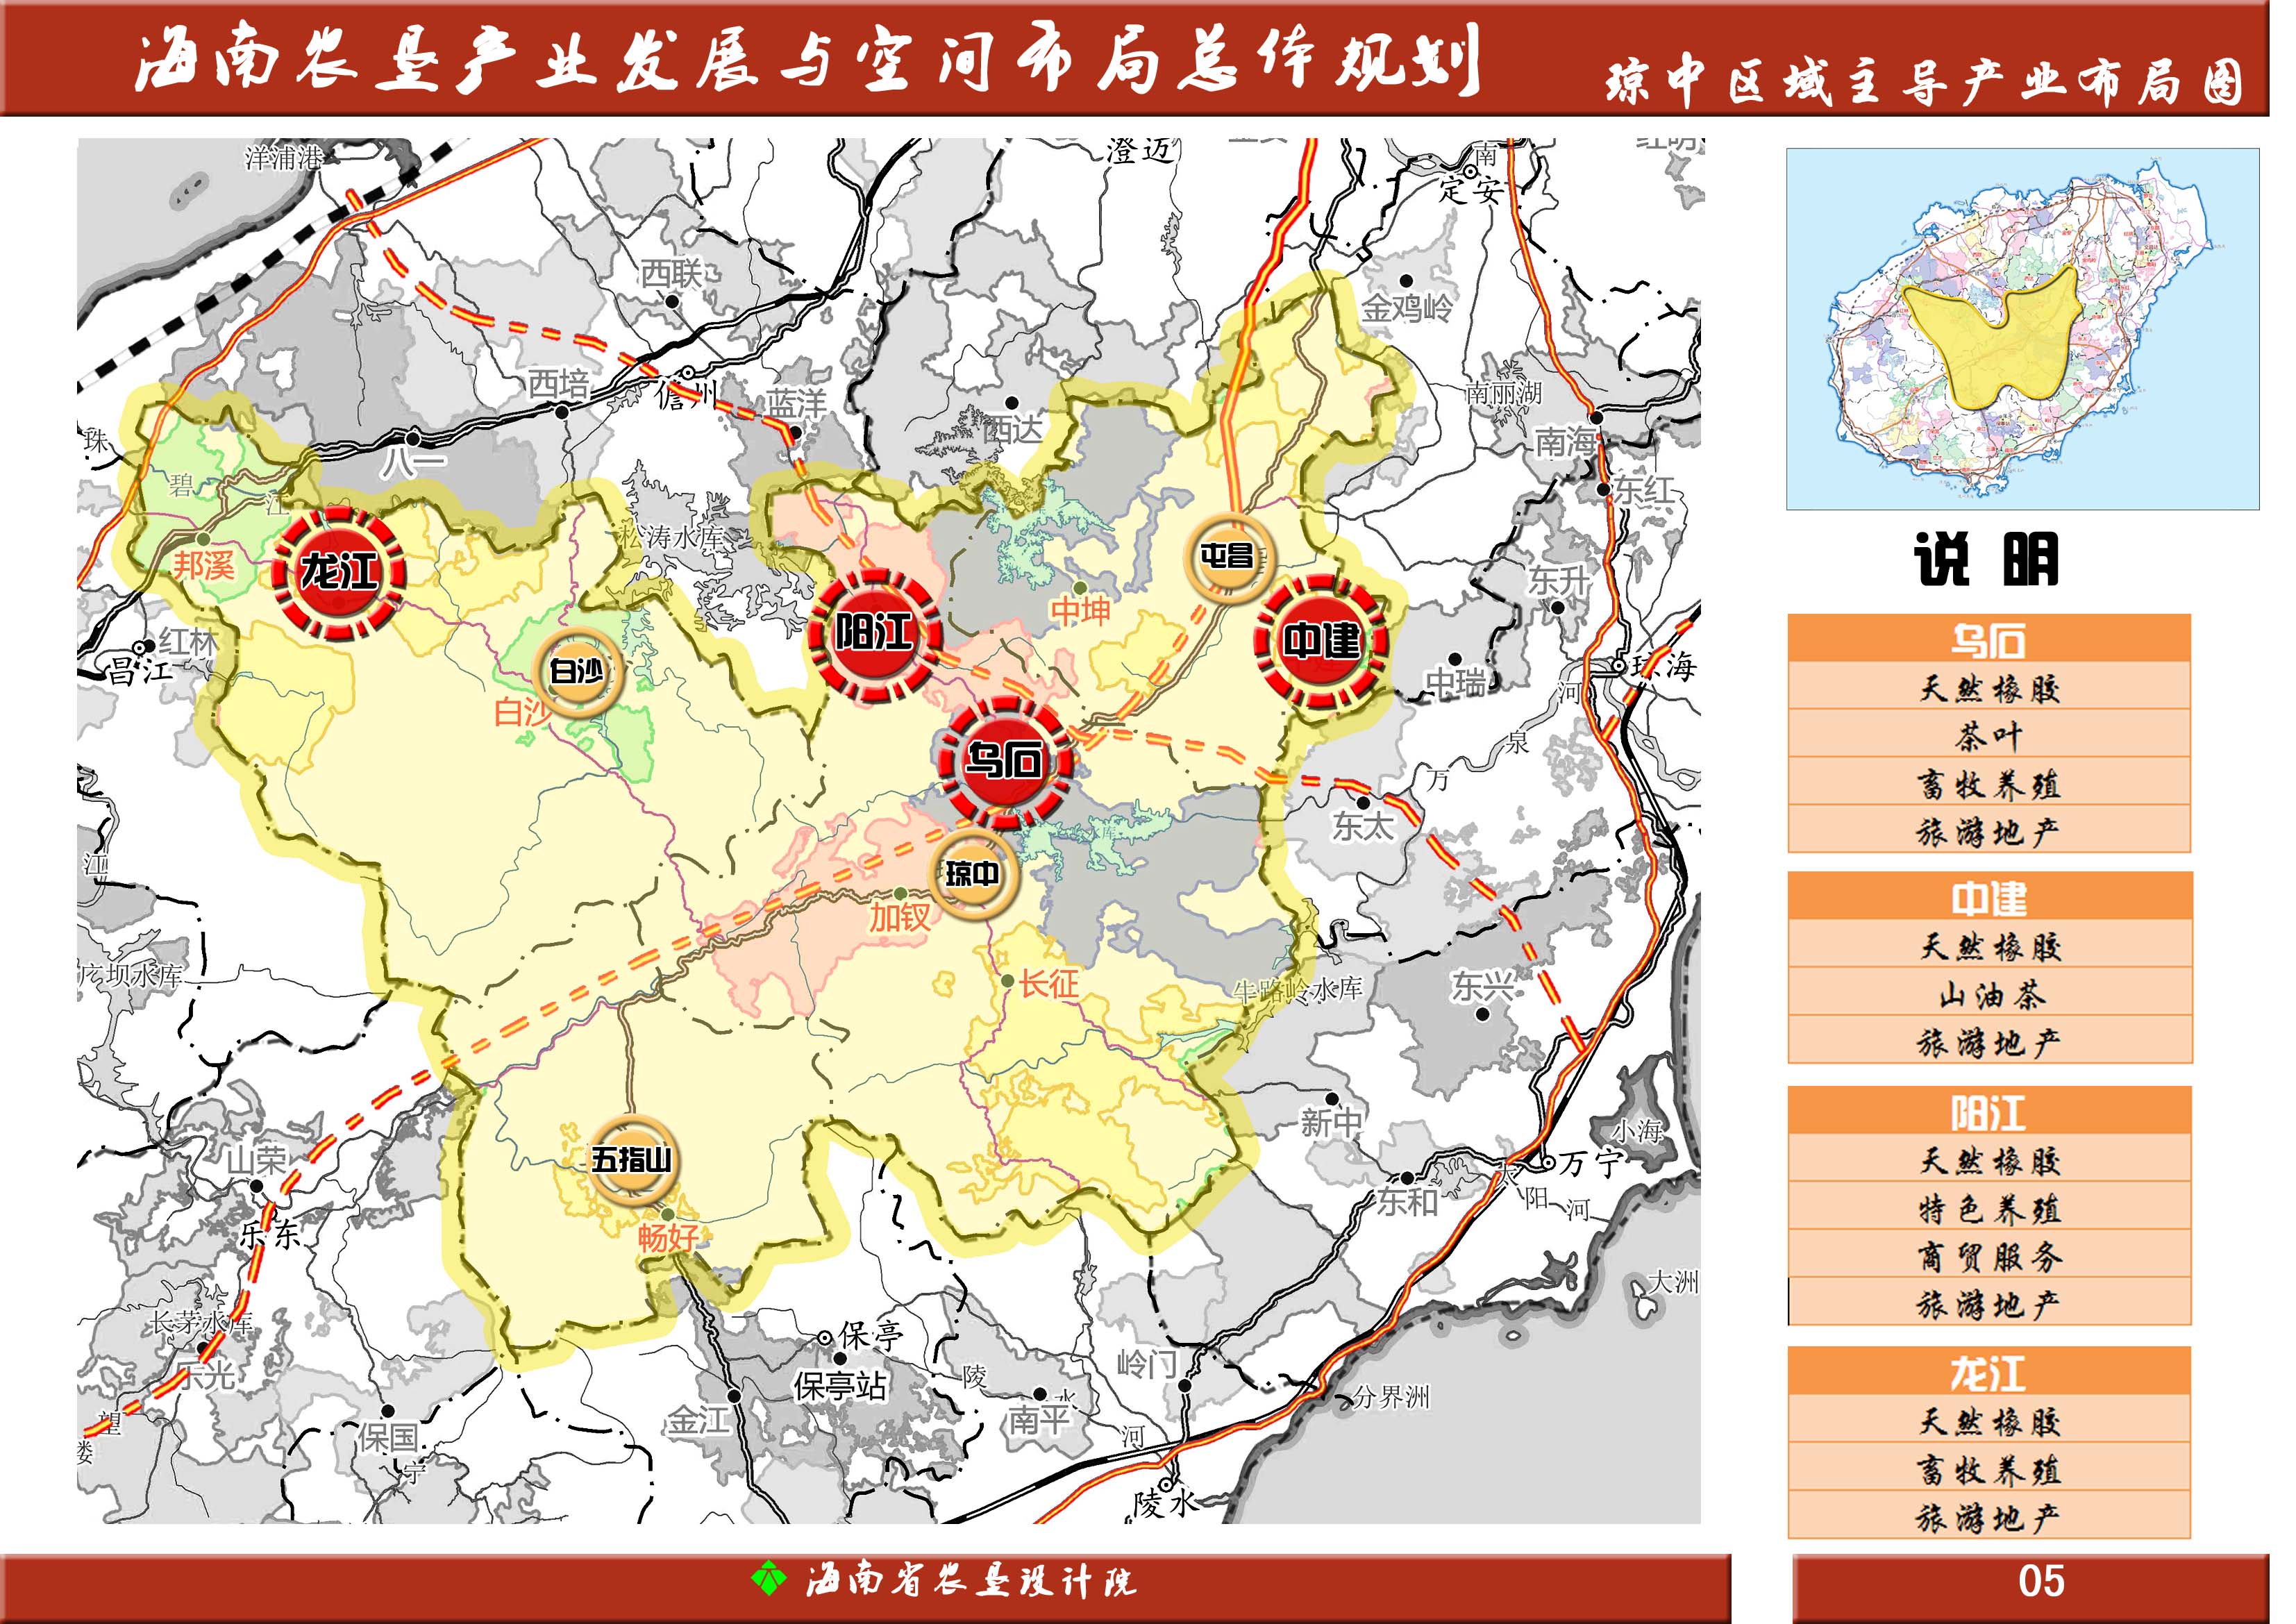 海南农垦产业发展与空间布局总体规划
琼中区域主导产业布局图
洋浦港
澄迈
南
定安
西联
金鸡岭
西培
儋州
蓝洋
西达
南丽湖
南海
珠
八一
碧
江
松涛水库
东红
邦溪
龙江
阳江
中坤
屯昌
中建
东升
红林
昌江
白沙
白沙
中瑞
琼海
河
泉
万
乌石
东太
库
江
琼中
加钗
长征
广坝水库
牛路岭水库
东兴
新中
小海
山荣
五指山
万宁
太
阳
河
东和
乐东
畅好
大洲
长茅水库
乐光
保亭
保亭站
岭门
陵
水
河
分界洲
金江
南平
望
楼
保国
宁
陵水
说明
乌石
天然橡胶
茶叶
畜牧养殖
旅游地产
中建
天然橡胶
山油茶
旅游地产
阳江
天然橡胶
特色养殖
商贸服务
旅游地产
龙江
天然橡胶
畜牧养殖
旅游地产
海南省农垦设计院
05